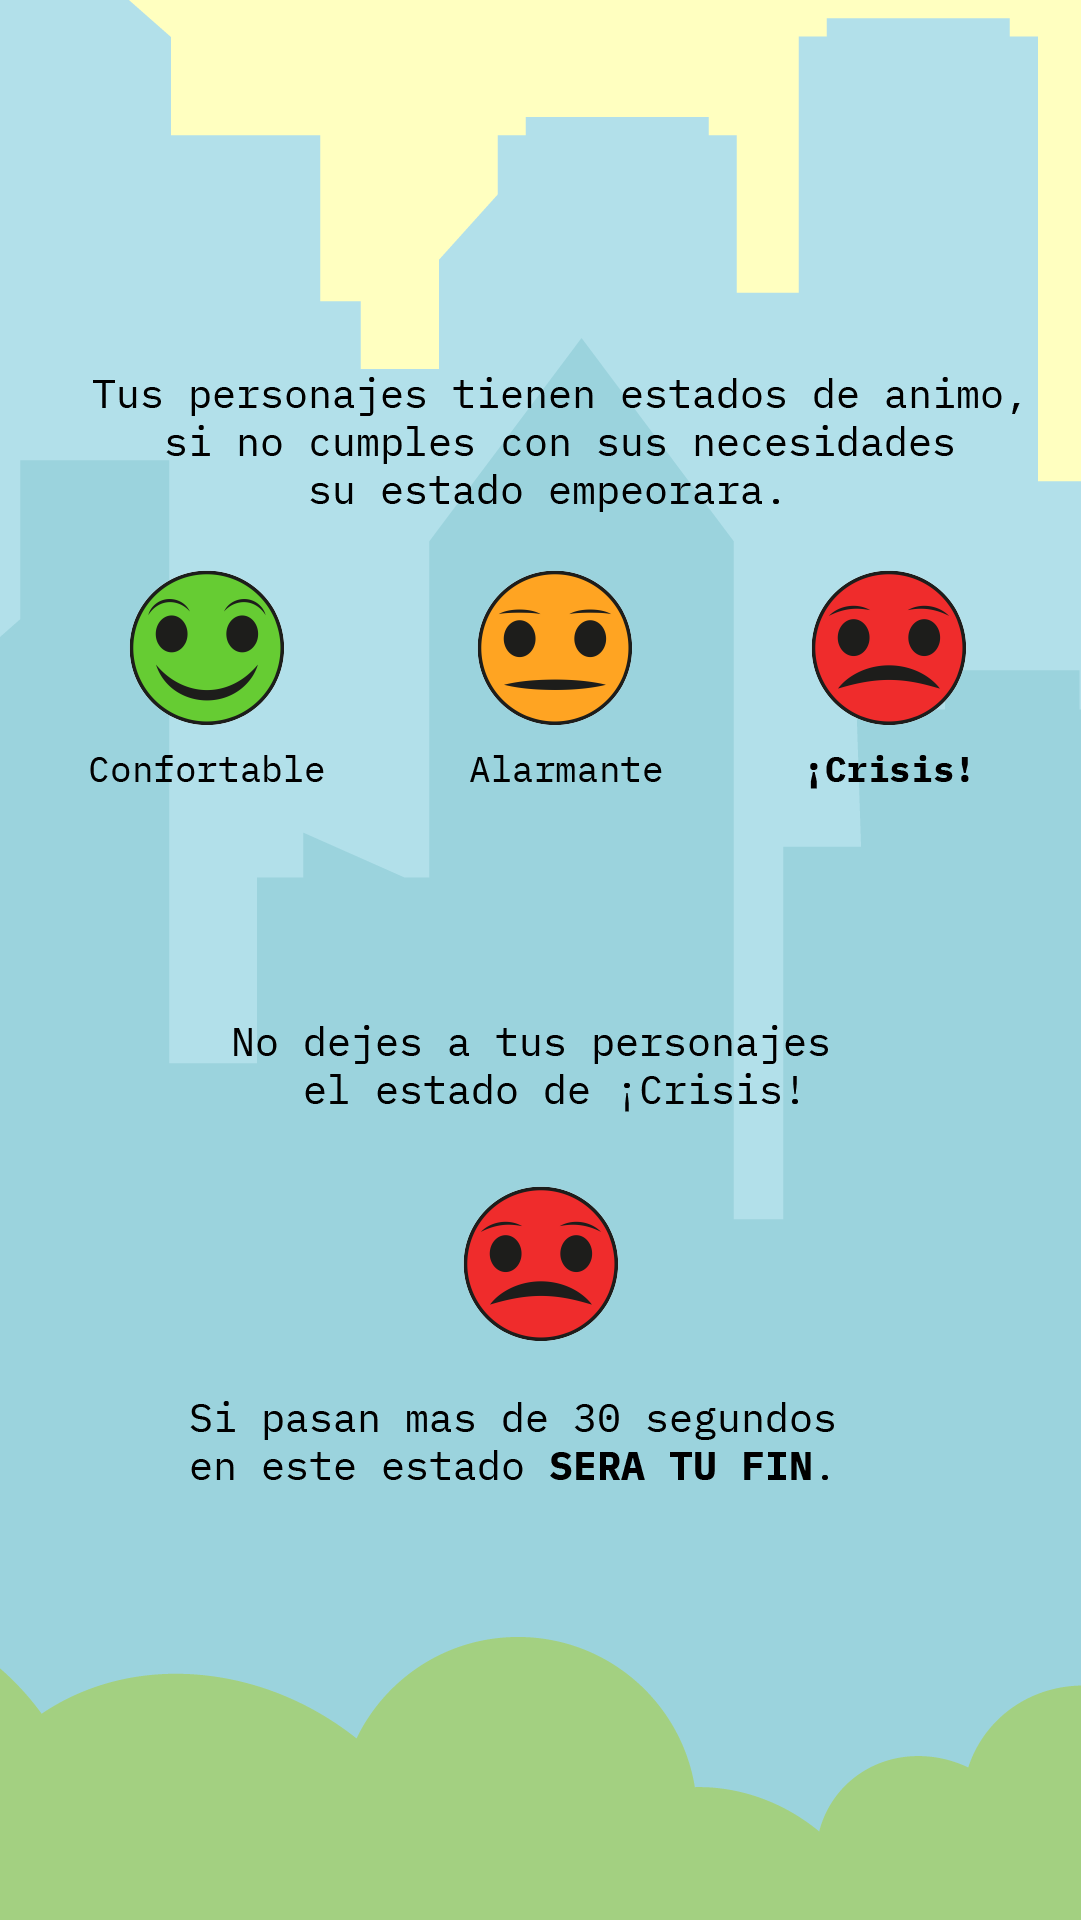 Tus personajes tienen estados de animo,
si no cumples con sus necesidades
su estado empeorara.
Confortable Alarmante ¡Crisis!
No dejes a tus personajes
el estado de ¡Crisis!
Si pasan mas de 30 segundos
en este estado SERA TU FIN.